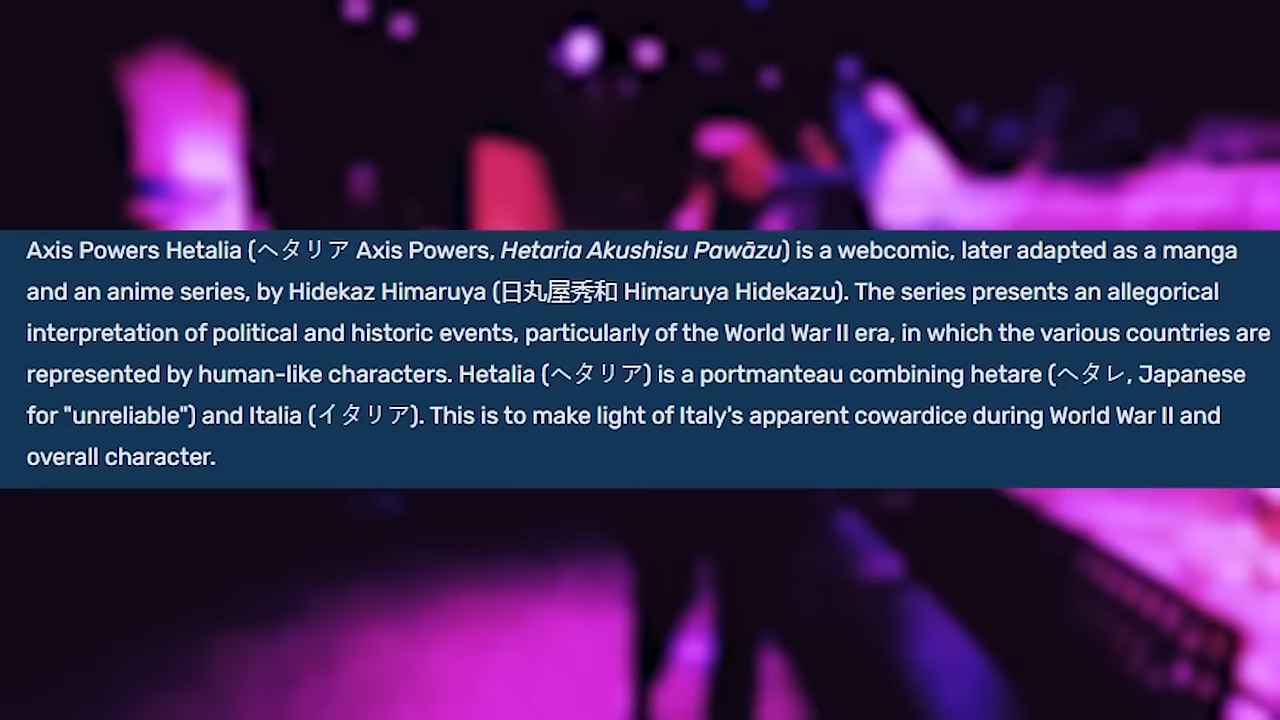 Axis Powers Hetalia (ヘタリア Axis Powers, Hetaria Akushisu Pawāzu) is a webcomic, later adapted as a manga
and an anime series, by Hidekaz Himaruya (日丸屋秀和 Himaruya Hidekazu). The series presents an allegorical
interpretation of political and historic events, particularly of the World War II era, in which the various countries are
represented by human-like characters. Hetalia (ヘタリア) is a portmanteau combining hetare (ヘタレ, Japanese
for "unreliable") and Italia (イタリア). This is to make light of Italy's apparent cowardice during World War II and
overall character.